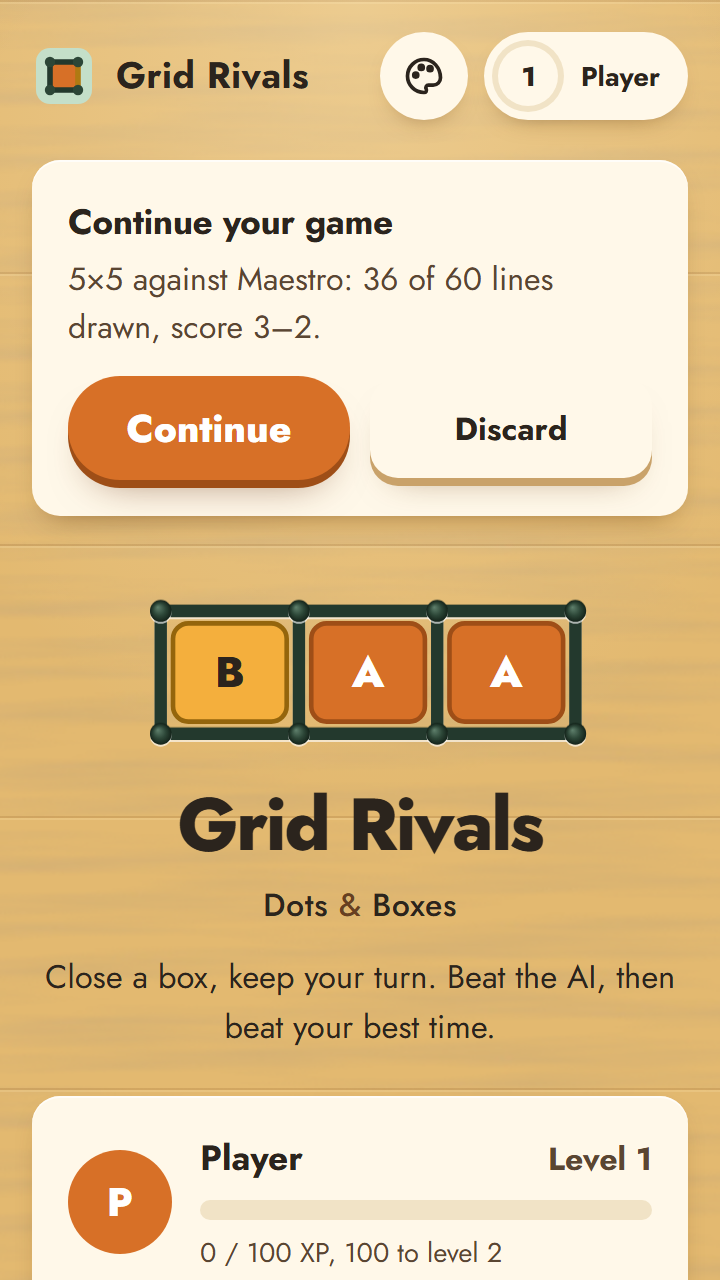 Grid Rivals
1
Player
Continue your game
5×5 against Maestro: 36 of 60 lines
drawn, score 3–2.
Continue
Discard
B A A
Grid Rivals
Dots & Boxes
Close a box, keep your turn. Beat the AI, then
beat your best time.
P
Player
Level 1
0 / 100 XP, 100 to level 2